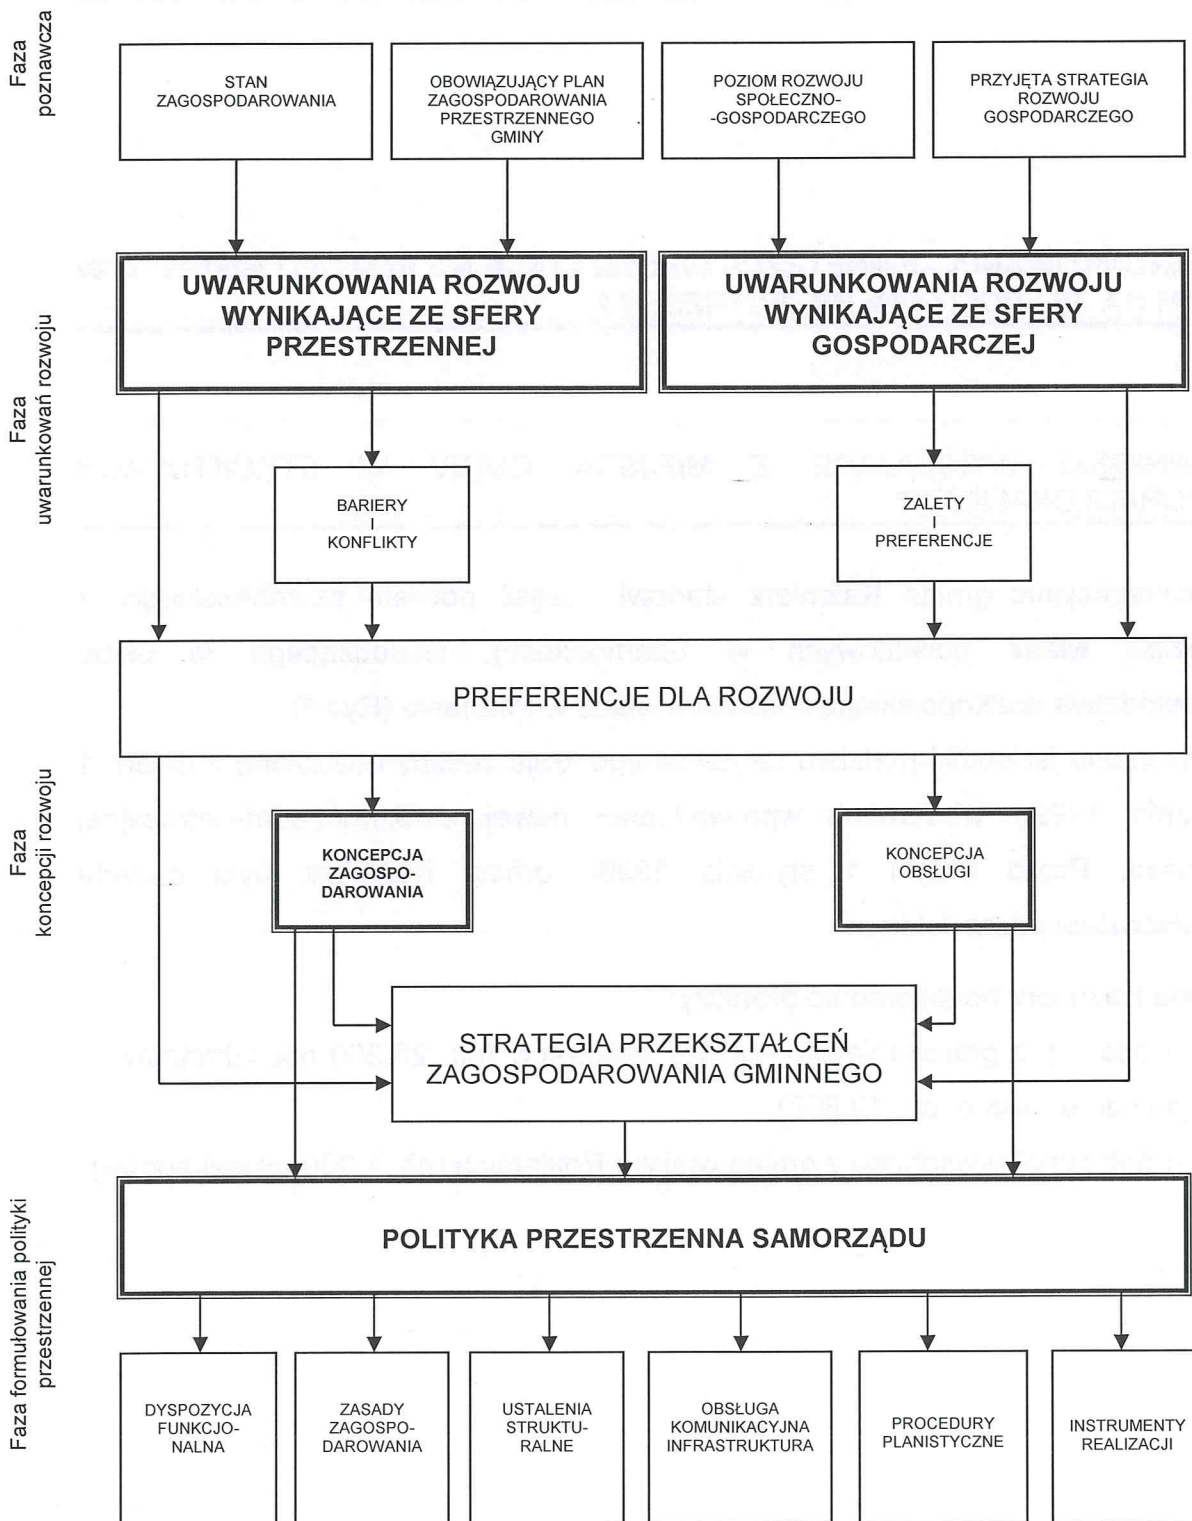 Faza
poznawcza
STAN
ZAGOSPODAROWANIA
OBOWIĄZUJĄCY PLAN
ZAGOSPODAROWANIA
PRZESTRZENNEGO
GMINY
POZIOM ROZWOJU
SPOŁECZNO-
-GOSPODARCZEGO
PRZYJĘTA STRATEGIA
ROZWOJU
GOSPODARCZEGO
Faza
uwarunkowań rozwoju
UWARUNKOWANIA ROZWOJU
WYNIKAJĄCE ZE SFERY
PRZESTRZENNEJ
UWARUNKOWANIA ROZWOJU
WYNIKAJĄCE ZE SFERY
GOSPODARCZEJ
BARIERY
I
KONFLIKTY
ZALETY
I
PREFERENCJE
PREFERENCJE DLA ROZWOJU
Faza
koncepcji rozwoju
KONCEPCJA
ZAGOSPO-
DAROWANIA
KONCEPCJA
OBSŁUGI
STRATEGIA PRZEKSZTAŁCEŃ
ZAGOSPODAROWANIA GMINNEGO
Faza formułowania polityki
przestrzennej
POLITYKA PRZESTRZENNA SAMORZĄDU
DYSPOZYCJA
FUNKCJO-
NALNA
ZASADY
ZAGOSPO-
DAROWANIA
USTALENIA
STRUKTU-
RALNE
OBSŁUGA
KOMUNIKACYJNA
INFRASTRUKTURA
PROCEDURY
PLANISTYCZNE
INSTRUMENTY
REALIZACJI